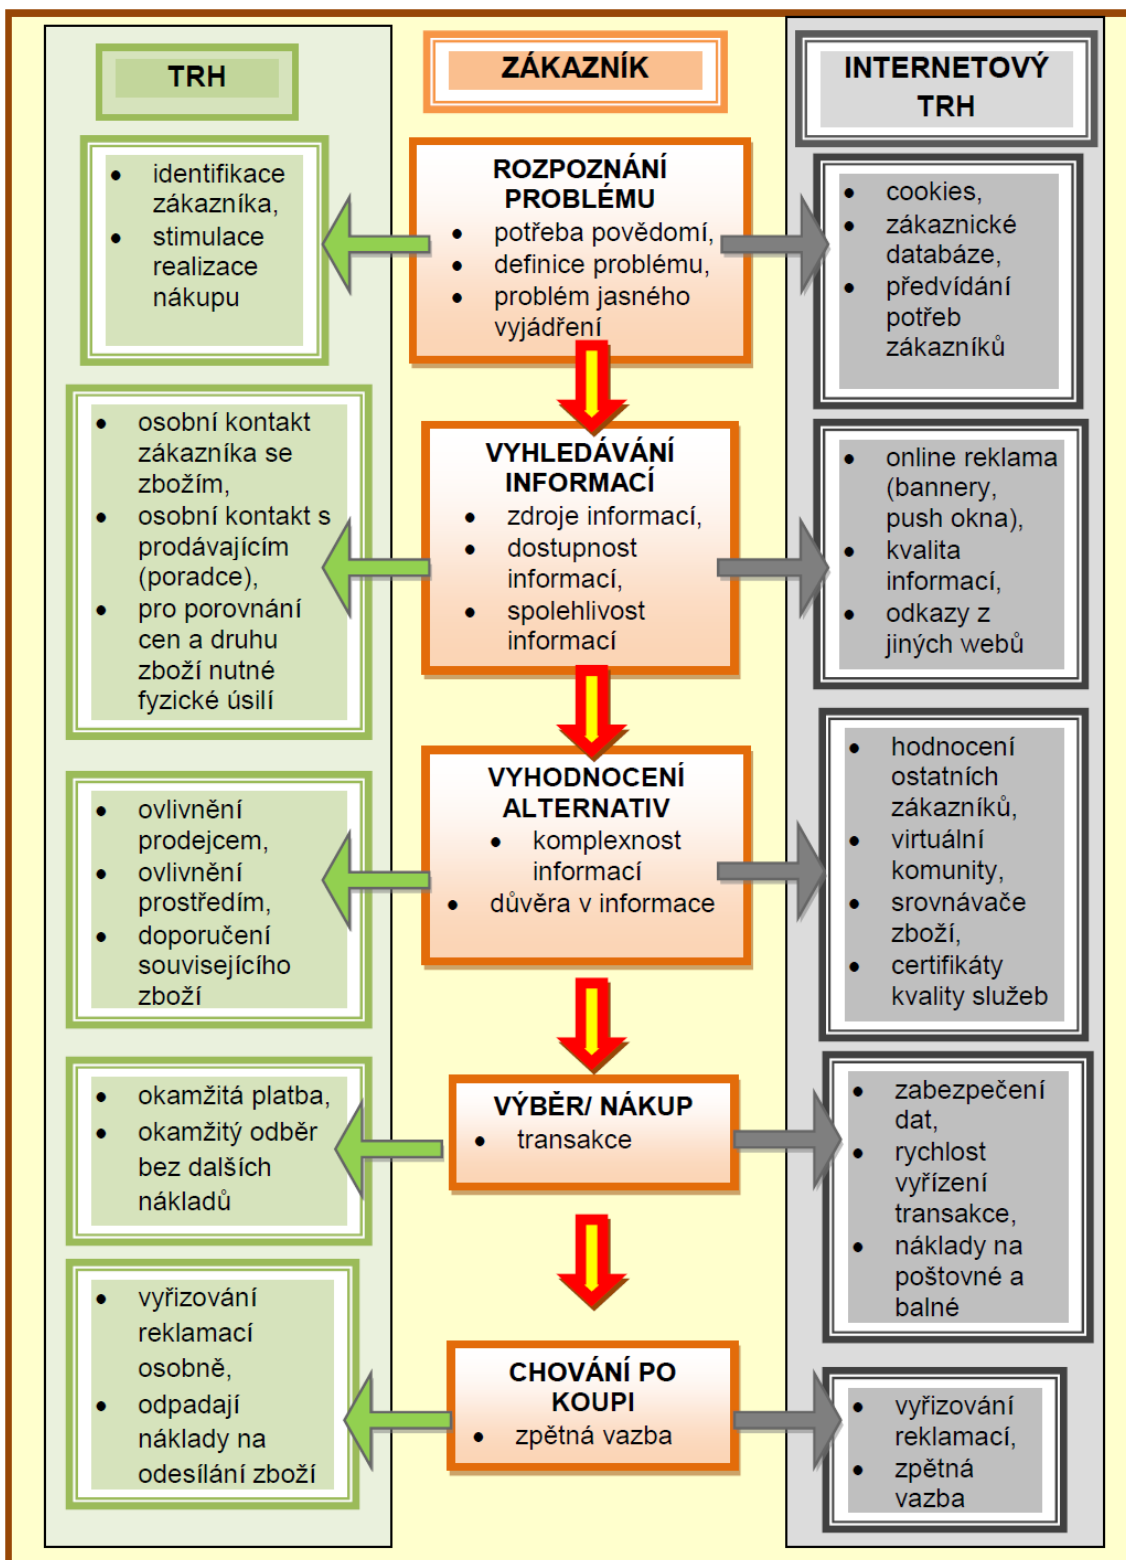 TRH
ZÁKAZNÍK
INTERNETOVÝ
TRH
identifikace
zákazníka,
stimulace
realizace
nákupu
ROZPOZNÁNÍ
PROBLÉMU
potřeba povědomí,
definice problému,
problém jasného
vyjádření
cookies,
zákaznické
databáze,
předvídání
potřeb
zákazníků
osobní kontakt
zákazníka se
zbožím,
osobní kontakt s
prodávajícím
(poradce),
pro porovnání
cen a druhu
zboží nutné
fyzické úsilí
VYHLEDÁVÁNÍ
INFORMACÍ
zdroje informací,
dostupnost
informací,
spolehlivost
informací
online reklama
(bannery,
push okna),
kvalita
informací,
odkazy z
jiných webů
ovlivnění
prodejcem,
ovlivnění
prostředím,
doporučení
souvisejícího
zboží
VYHODNOCENÍ
ALTERNATIV
komplexnost
informací
důvěra v informace
hodnocení
ostatních
zákazníků,
virtuální
komunity,
srovnávače
zboží,
certifikáty
kvality služeb
okamžitá platba,
okamžitý odběr
bez dalších
nákladů
VÝBĚR/ NÁKUP
transakce
zabezpečení
dat,
rychlost
vyřízení
transakce,
náklady na
poštovné a
balné
vyřizování
reklamací
osobně,
odpadají
náklady na
odesílání zboží
CHOVÁNÍ PO
KOUPI
zpětná vazba
vyřizování
reklamací,
zpětná
vazba